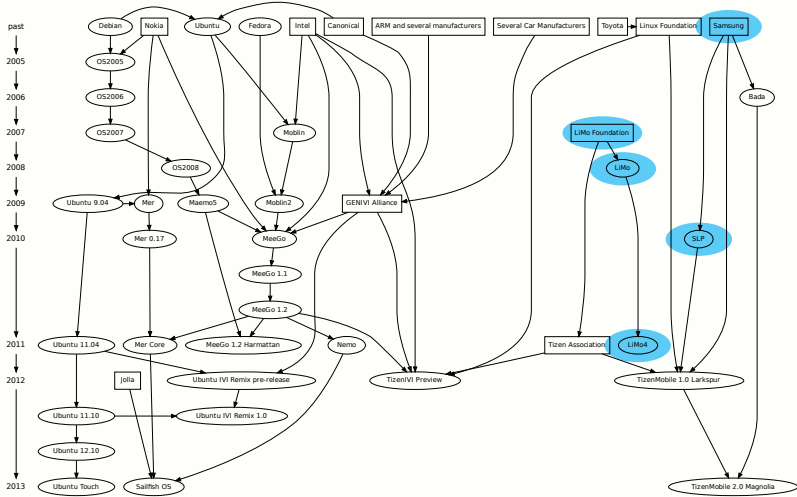 past
Debian
Nokia
Ubuntu
Fedora
Intel
Canonical
ARM and several manufacturers
Several Car Manufacturers
Toyota
Linux Foundation
Samsung
2005
OS2005
2006
OS2006
Bada
2007
OS2007
Moblin
LiMo Foundation
2008
OS2008
LiMo
2009
Ubuntu 9.04
Mer
Maemo5
Moblin2
GENIVI Alliance
2010
Mer 0.17
MeeGo
SLP
MeeGo 1.1
MeeGo 1.2
2011
Ubuntu 11.04
Mer Core
MeeGo 1.2 Harmattan
Nemo
Tizen Association
LiMo4
2012
Jolla
Ubuntu IVI Remix pre-release
TizenIVI Preview
TizenMobile 1.0 Larkspur
Ubuntu 11.10
Ubuntu IVI Remix 1.0
Ubuntu 12.10
2013
Ubuntu Touch
Sailfish OS
TizenMobile 2.0 Magnolia